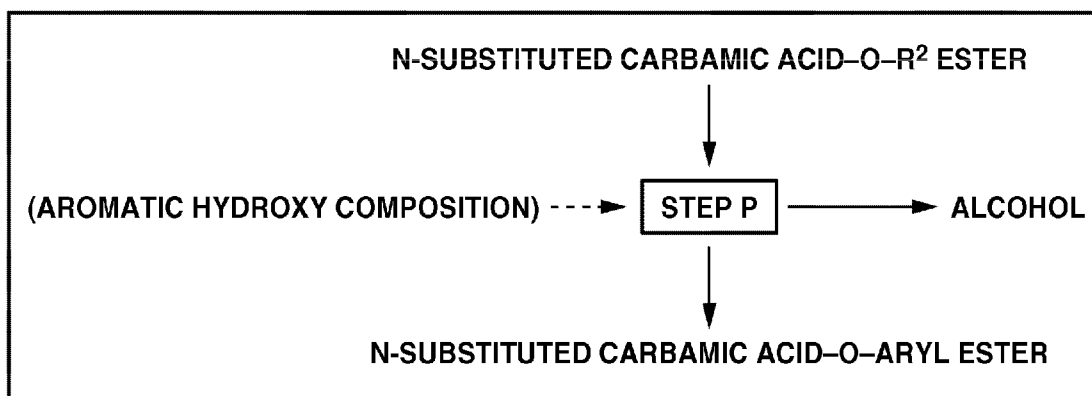 N-SUBSTITUTED CARBAMIC ACID–O–R² ESTER
(AROMATIC HYDROXY COMPOSITION) STEP P ALCOHOL
N-SUBSTITUTED CARBAMIC ACID–O–ARYL ESTER